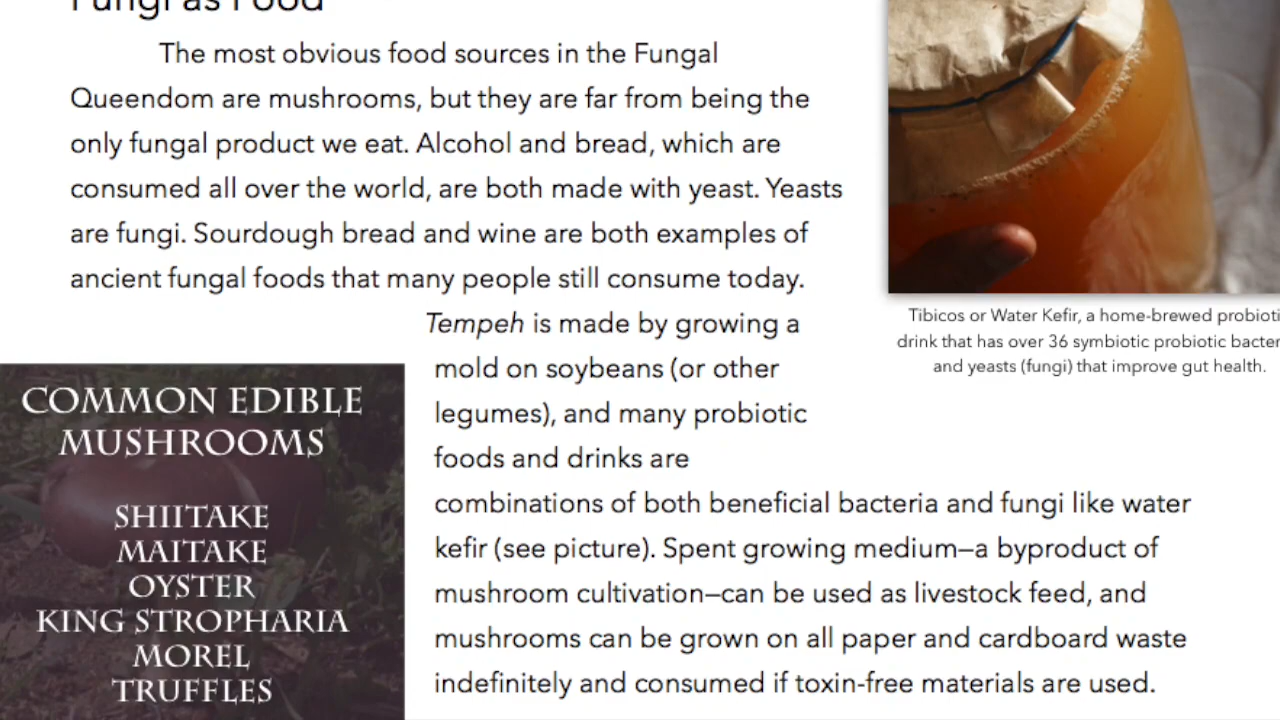 Fungi as Food
The most obvious food sources in the Fungal
Queendom are mushrooms, but they are far from being the
only fungal product we eat. Alcohol and bread, which are
consumed all over the world, are both made with yeast. Yeasts
are fungi. Sourdough bread and wine are both examples of
ancient fungal foods that many people still consume today.
Tempeh is made by growing a
mold on soybeans (or other
legumes), and many probiotic
foods and drinks are
combinations of both beneficial bacteria and fungi like water
kefir (see picture). Spent growing medium–a byproduct of
mushroom cultivation–can be used as livestock feed, and
mushrooms can be grown on all paper and cardboard waste
indefinitely and consumed if toxin-free materials are used.
Tibicos or Water Kefir, a home-brewed probioti
drink that has over 36 symbiotic probiotic bacter
and yeasts (fungi) that improve gut health.
COMMON EDIBLE
MUSHROOMS
SHIITAKE
MAITAKE
OYSTER
KING STROPHARIA
MOREL
TRUFFLES